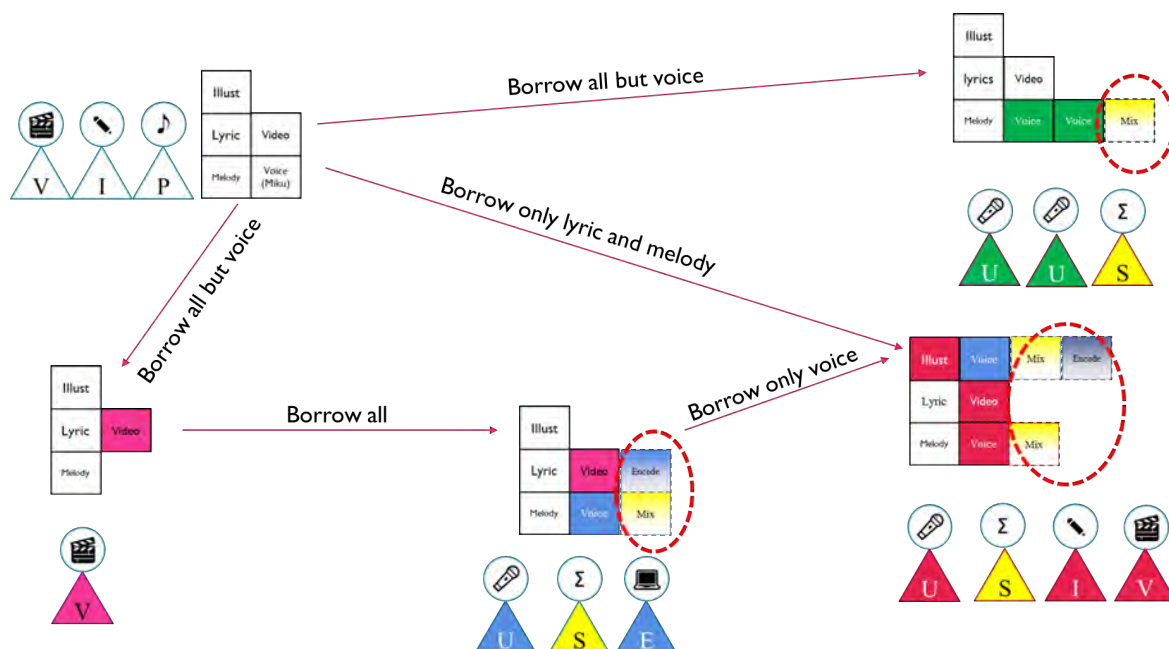 Illust
Lyric Video
Melody Voice
(Miku)
V I P
Borrow all but voice
Illust
lyrics Video
Melody Voice Voice Mix
U U S
Borrow only lyric and melody
Borrow all but voice
Illust
Lyric Video
Melody
V
Borrow all
Illust
Lyric Video Encode
Melody Voice Mix
Σ
U S E
Borrow only voice
Illust Voice Mix Encode
Lyric Video
Melody Voice Mix
Σ
U S I V
Σ